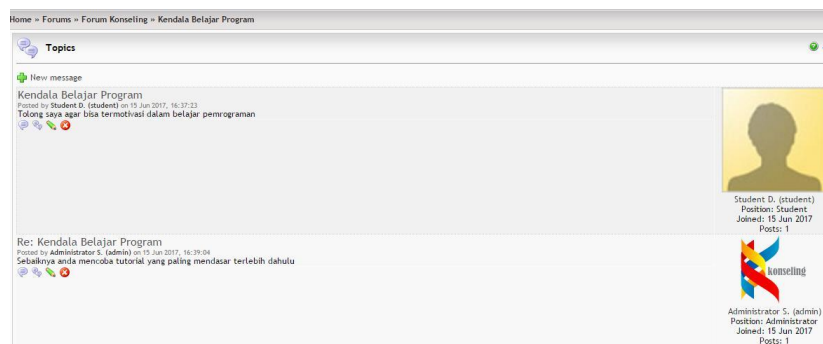 Home » Forums » Forum Konseling » Kendala Belajar Program
Topics
New message
Kendala Belajar Program
Posted by Student D. (student) on 15 Jun 2017, 16:37:23
Tolong saya agar bisa termotivasi dalam belajar pemrograman
Student D. (student)
Position: Student
Joined: 15 Jun 2017
Posts: 1
Re: Kendala Belajar Program
Posted by Administrator S. (admin) on 15 Jun 2017, 16:39:04
Sebaiknya anda mencoba tutorial yang paling mendasar terlebih dahulu
konseling
Administrator S. (admin)
Position: Administrator
Joined: 15 Jun 2017
Posts: 1